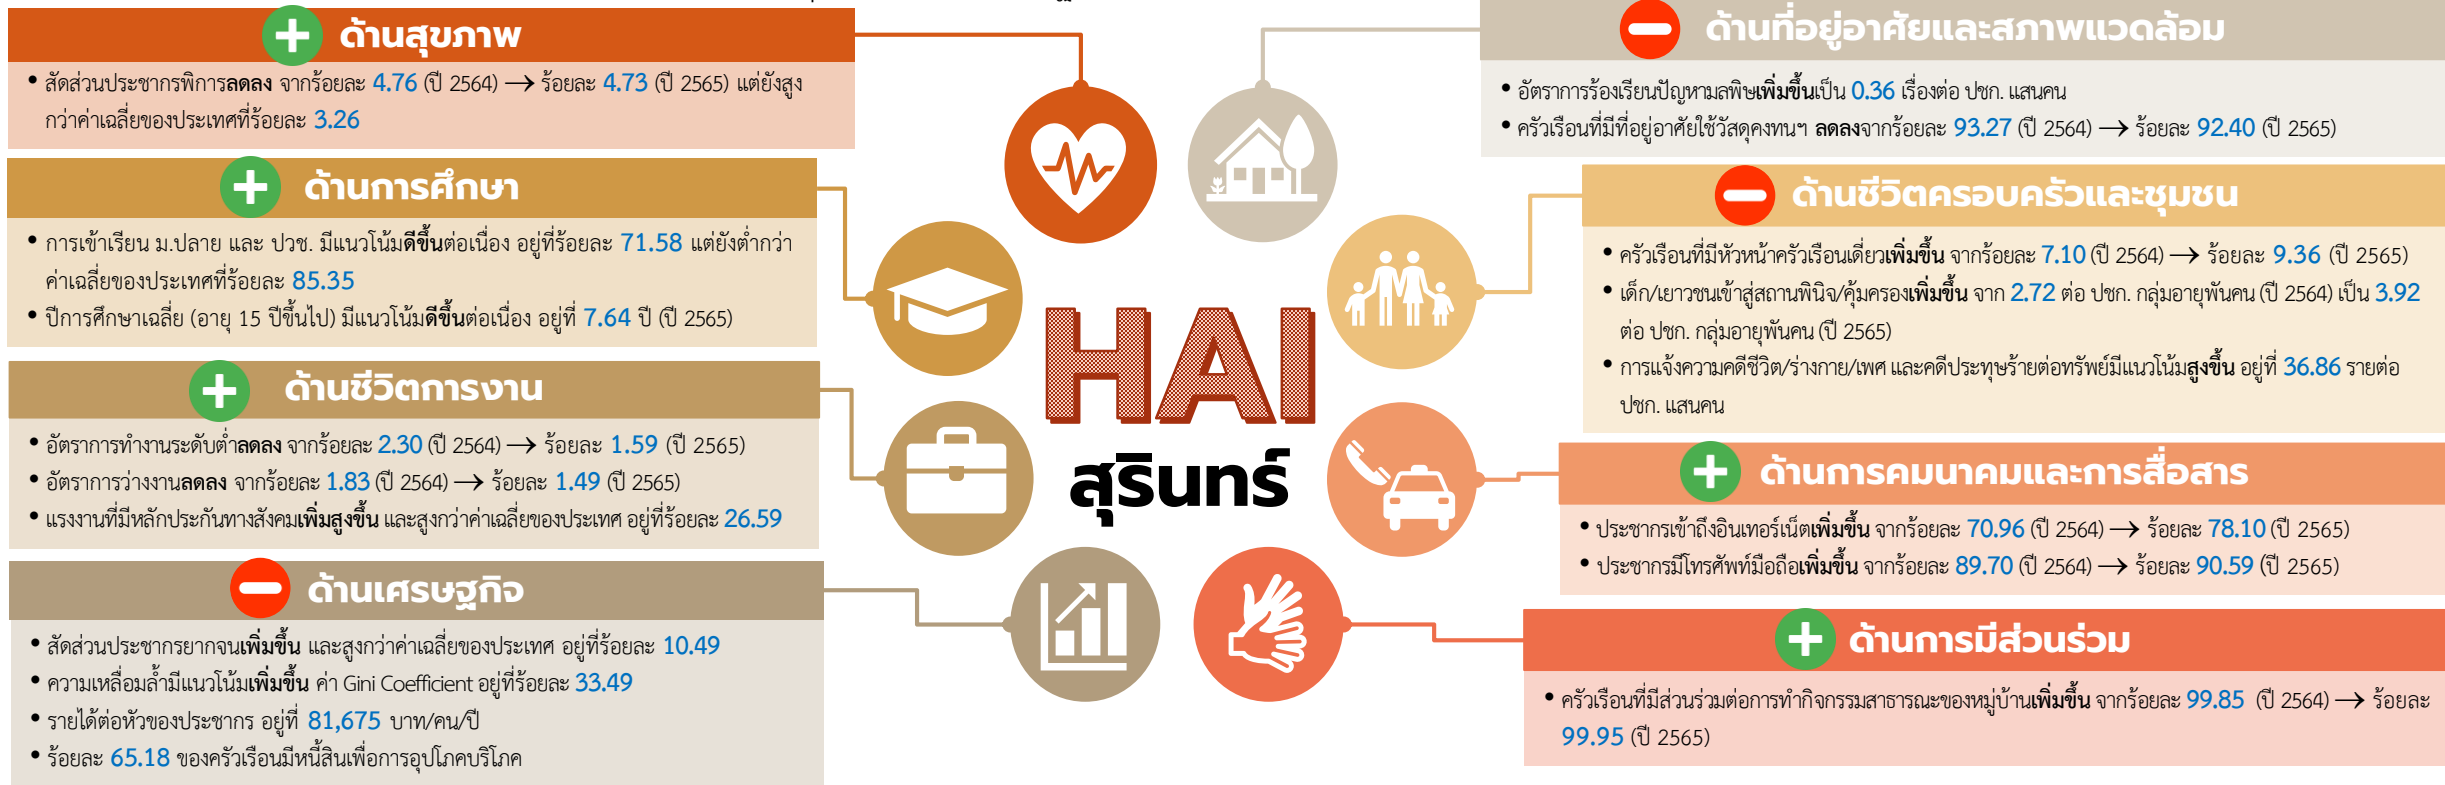 ด้านสุขภาพ
• สัดส่วนประชากรพิการลดลง จากร้อยละ 4.76 (ปี 2564) → ร้อยละ 4.73 (ปี 2565) แต่ยังสูง
กว่าค่าเฉลี่ยของประเทศที่ร้อยละ 3.26
ด้านการศึกษา
• การเข้าเรียน ม.ปลาย และ ปวช. มีแนวโน้มดีขึ้นต่อเนื่อง อยู่ที่ร้อยละ 71.58 แต่ยังต่ำกว่า
ค่าเฉลี่ยของประเทศที่ร้อยละ 85.35
• ปีการศึกษาเฉลี่ย (อายุ 15 ปีขึ้นไป) มีแนวโน้มดีขึ้นต่อเนื่อง อยู่ที่ 7.64 ปี (ปี 2565)
ด้านชีวิตการงาน
• อัตราการทำงานระดับต่ำลดลง จากร้อยละ 2.30 (ปี 2564) → ร้อยละ 1.59 (ปี 2565)
• อัตราการว่างงานลดลง จากร้อยละ 1.83 (ปี 2564) → ร้อยละ 1.49 (ปี 2565)
• แรงงานที่มีหลักประกันทางสังคมเพิ่มสูงขึ้น และสูงกว่าค่าเฉลี่ยของประเทศ อยู่ที่ร้อยละ 26.59
ด้านเศรษฐกิจ
• สัดส่วนประชากรยากจนเพิ่มขึ้น และสูงกว่าค่าเฉลี่ยของประเทศ อยู่ที่ร้อยละ 10.49
• ความเหลื่อมล้ำมีแนวโน้มเพิ่มขึ้น ค่า Gini Coefficient อยู่ที่ร้อยละ 33.49
• รายได้ต่อหัวของประชากร อยู่ที่ 81,675 บาท/คน/ปี
• ร้อยละ 65.18 ของครัวเรือนมีหนี้สินเพื่อการอุปโภคบริโภค
HAI
สุรินทร์
ด้านที่อยู่อาศัยและสภาพแวดล้อม
• อัตราการร้องเรียนปัญหามลพิษเพิ่มขึ้นเป็น 0.36 เรื่องต่อ ปชก. แสนคน
• ครัวเรือนที่มีที่อยู่อาศัยใช้วัสดุคงทนฯ ลดลงจากร้อยละ 93.27 (ปี 2564) → ร้อยละ 92.40 (ปี 2565)
ด้านชีวิตครอบครัวและชุมชน
• ครัวเรือนที่มีหัวหน้าครัวเรือนเดี่ยวเพิ่มขึ้น จากร้อยละ 7.10 (ปี 2564) → ร้อยละ 9.36 (ปี 2565)
• เด็ก/เยาวชนเข้าสู่สถานพินิจ/คุ้มครองเพิ่มขึ้น จาก 2.72 ต่อ ปชก. กลุ่มอายุพันคน (ปี 2564) เป็น 3.92
ต่อ ปชก. กลุ่มอายุพันคน (ปี 2565)
• การแจ้งความคดีชีวิต/ร่างกาย/เพศ และคดีประทุษร้ายต่อทรัพย์มีแนวโน้มสูงขึ้น อยู่ที่ 36.86 รายต่อ
ปชก. แสนคน
ด้านการคมนาคมและการสื่อสาร
• ประชากรเข้าถึงอินเทอร์เน็ตเพิ่มขึ้น จากร้อยละ 70.96 (ปี 2564) → ร้อยละ 78.10 (ปี 2565)
• ประชากรมีโทรศัพท์มือถือเพิ่มขึ้น จากร้อยละ 89.70 (ปี 2564) → ร้อยละ 90.59 (ปี 2565)
ด้านการมีส่วนร่วม
• ครัวเรือนที่มีส่วนร่วมต่อการทำกิจกรรมสาธารณะของหมู่บ้านเพิ่มขึ้น จากร้อยละ 99.85 (ปี 2564) → ร้อยละ
99.95 (ปี 2565)